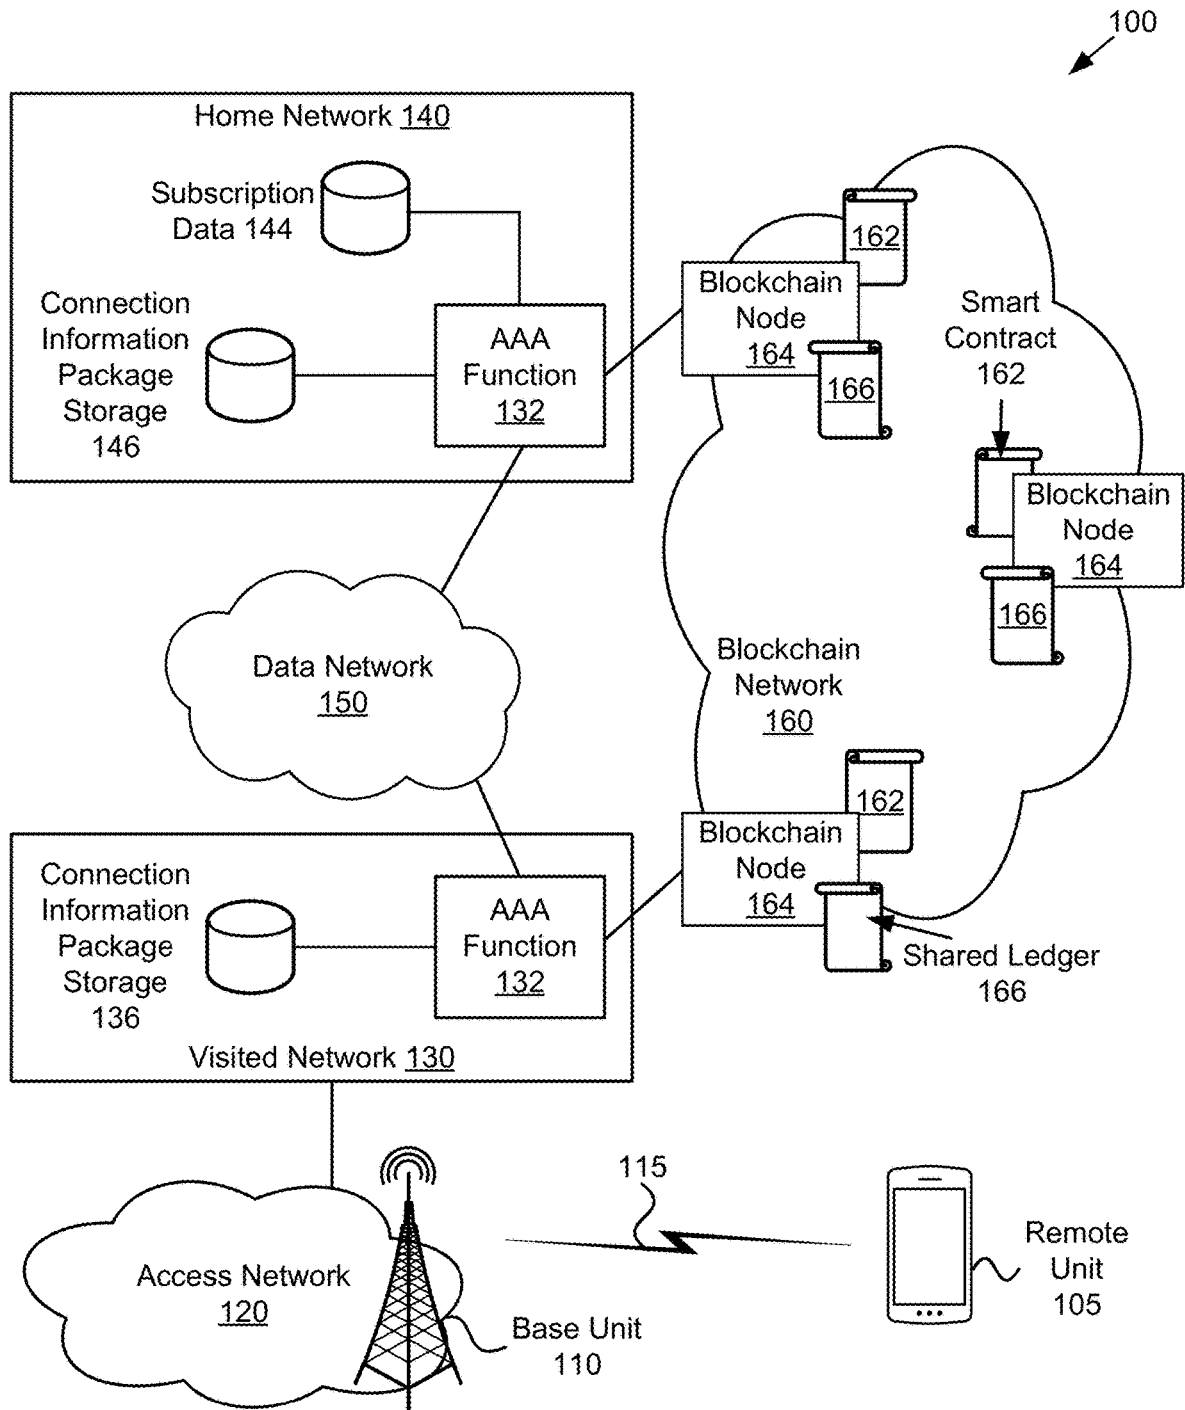 100
Home Network 140
Subscription
Data 144
Connection
Information
Package
Storage
146
AAA
Function
132
162
Blockchain
Node
164
166
Smart
Contract
162
Blockchain
Node
164
166
Data Network
150
Blockchain
Network
160
162
Blockchain
Node
164
Shared Ledger
166
Connection
Information
Package
Storage
136
AAA
Function
132
Visited Network 130
115
Access Network
120
Base Unit
110
Remote
Unit
105